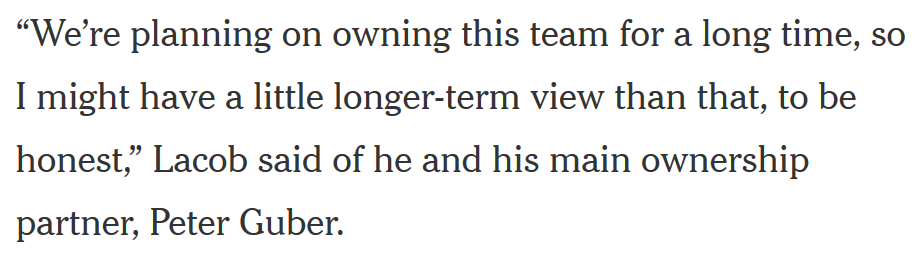 “We’re planning on owning this team for a long time, so
I might have a little longer-term view than that, to be
honest,” Lacob said of he and his main ownership
partner, Peter Guber.